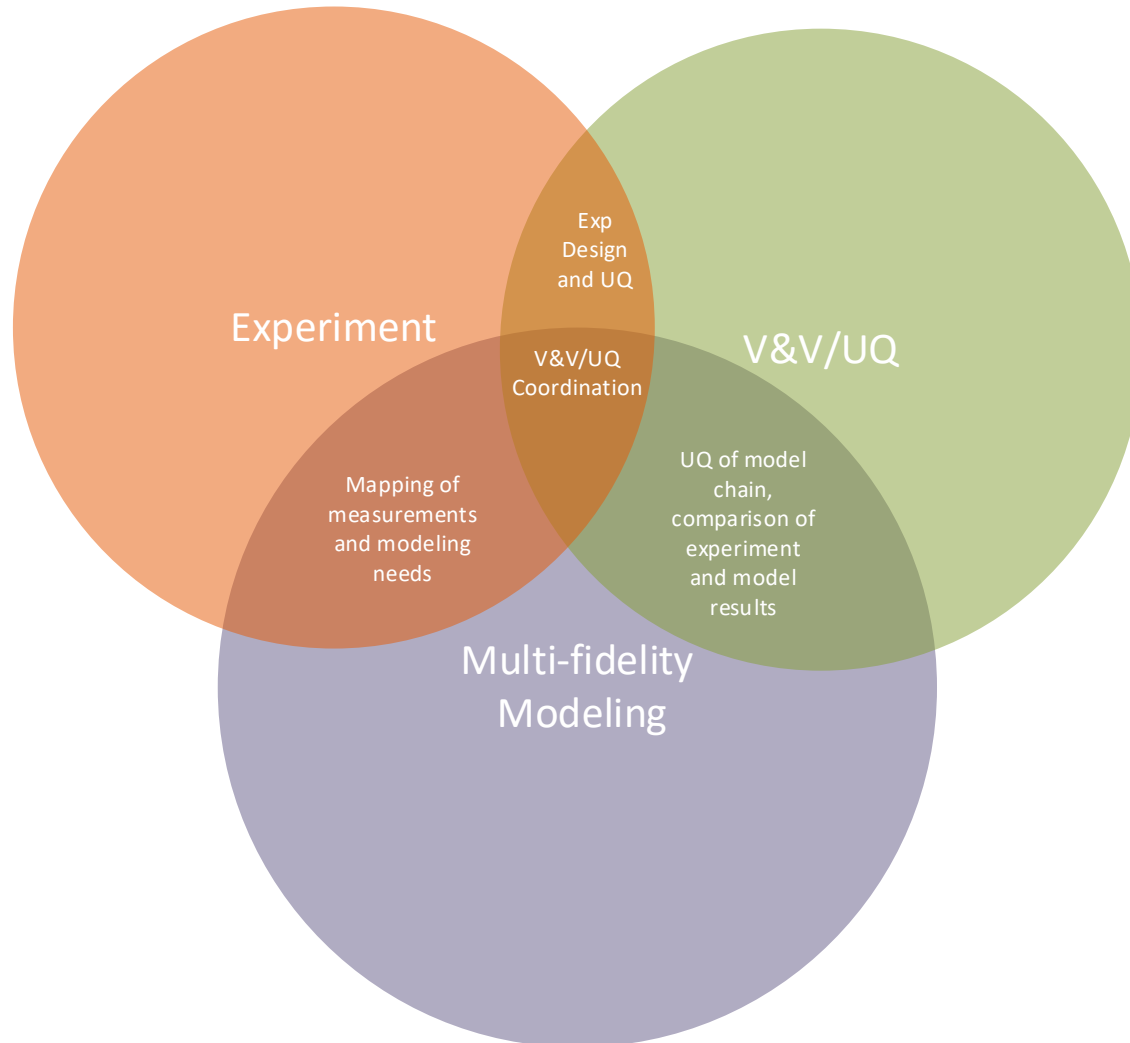 Exp
Design
and UQ
Experiment
V&V/UQ
V&V/UQ
Coordination
Mapping of
measurements
and modeling
needs
UQ of model
chain,
comparison of
experiment
and model
results
Multi-fidelity
Modeling